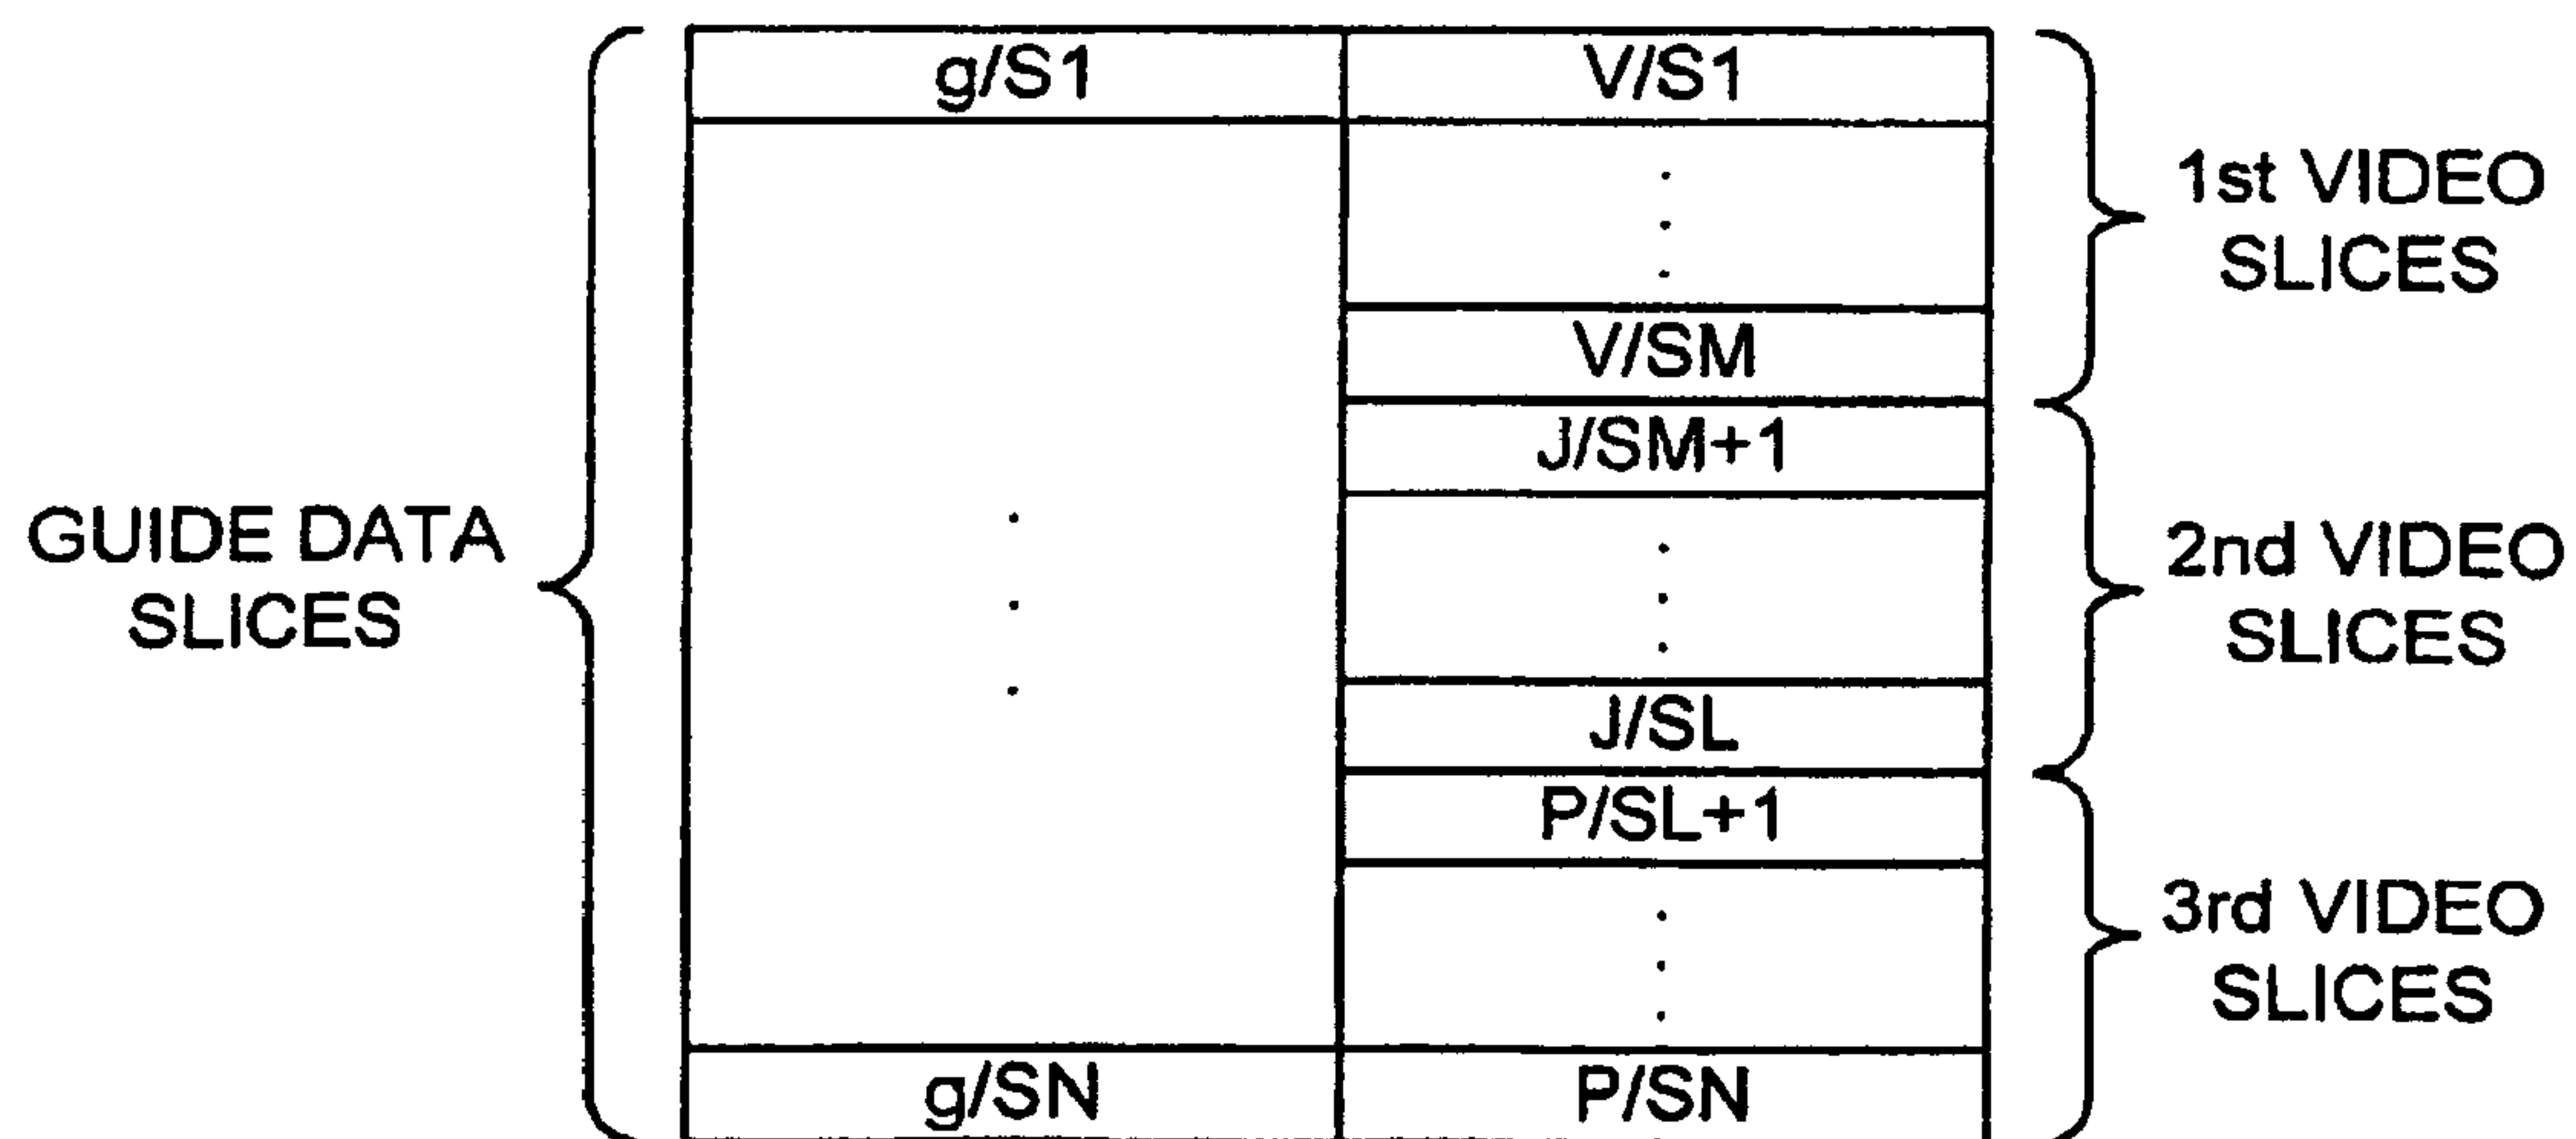 g/S1
V/S1
V/SM
J/SM+1
J/SL
P/SL+1
g/SN
P/SN
GUIDE DATA
SLICES
1st VIDEO
SLICES
2nd VIDEO
SLICES
3rd VIDEO
SLICES